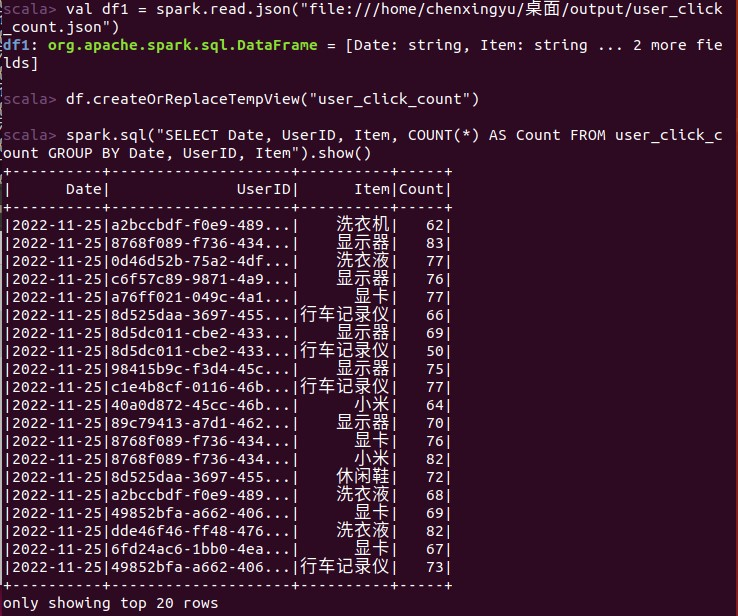 scala> val df1 = spark.read.json("file:///home/chenxingyu/桌面/output/user_click
_count.json")
df1: org.apache.spark.sql.DataFrame = [Date: string, Item: string ... 2 more fie
lds]
scala> df.createOrReplaceTempView("user_click_count")
scala> spark.sql("SELECT Date, UserID, Item, COUNT(*) AS Count FROM user_click_c
ount GROUP BY Date, UserID, Item").show()
+----------+--------------------+----------+-----+
|      Date|              UserID|      Item|Count|
+----------+--------------------+----------+-----+
|2022-11-25|a2bccbdf-f0e9-489...|    洗衣机|   62|
|2022-11-25|8768f089-f736-434...|    显示器|   83|
|2022-11-25|0d46d52b-75a2-4df...|    洗衣液|   77|
|2022-11-25|c6f57c89-9871-4a9...|    显示器|   76|
|2022-11-25|a76ff021-049c-4a1...|      显卡|   77|
|2022-11-25|8d525daa-3697-455...|行车记录仪|   66|
|2022-11-25|8d5dc011-cbe2-433...|    显示器|   69|
|2022-11-25|8d5dc011-cbe2-433...|行车记录仪|   50|
|2022-11-25|98415b9c-f3d4-45c...|    显示器|   75|
|2022-11-25|c1e4b8cf-0116-46b...|行车记录仪|   77|
|2022-11-25|40a0d872-45cc-46b...|      小米|   64|
|2022-11-25|89c79413-a7d1-462...|    显示器|   70|
|2022-11-25|8768f089-f736-434...|      显卡|   76|
|2022-11-25|8768f089-f736-434...|      小米|   82|
|2022-11-25|8d525daa-3697-455...|    休闲鞋|   72|
|2022-11-25|a2bccbdf-f0e9-489...|    洗衣液|   68|
|2022-11-25|49852bfa-a662-406...|      显卡|   69|
|2022-11-25|dde46f46-ff48-476...|    洗衣液|   82|
|2022-11-25|6fd24ac6-1bb0-4ea...|      显卡|   67|
|2022-11-25|49852bfa-a662-406...|行车记录仪|   73|
+----------+--------------------+----------+-----+
only showing top 20 rows